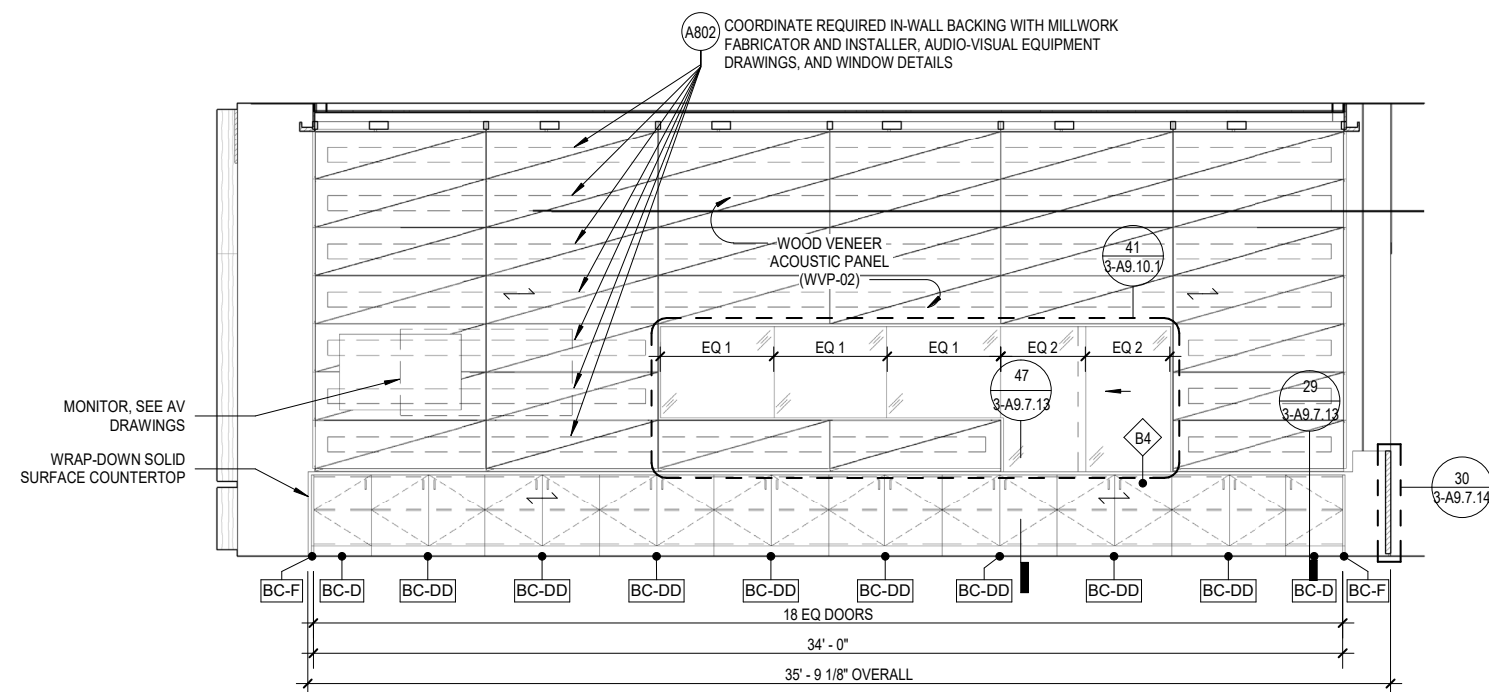 A802
COORDINATE REQUIRED IN-WALL BACKING WITH MILLWORK
FABRICATOR AND INSTALLER, AUDIO-VISUAL EQUIPMENT
DRAWINGS, AND WINDOW DETAILS
WOOD VENEER
ACOUSTIC PANEL
(WVP-02)
41
3-A9.10.1
EQ 1
EQ 1
EQ 1
EQ 2
EQ 2
47
3-A9.7.13
29
3-A9.7.13
MONITOR, SEE AV
DRAWINGS
B4
WRAP-DOWN SOLID
SURFACE COUNTERTOP
30
3-A9.7.14
BC-F
BC-D
BC-DD
BC-DD
BC-DD
BC-DD
BC-DD
BC-DD
BC-DD
BC-DD
BC-D
BC-F
18 EQ DOORS
34' - 0"
35' - 9 1/8" OVERALL